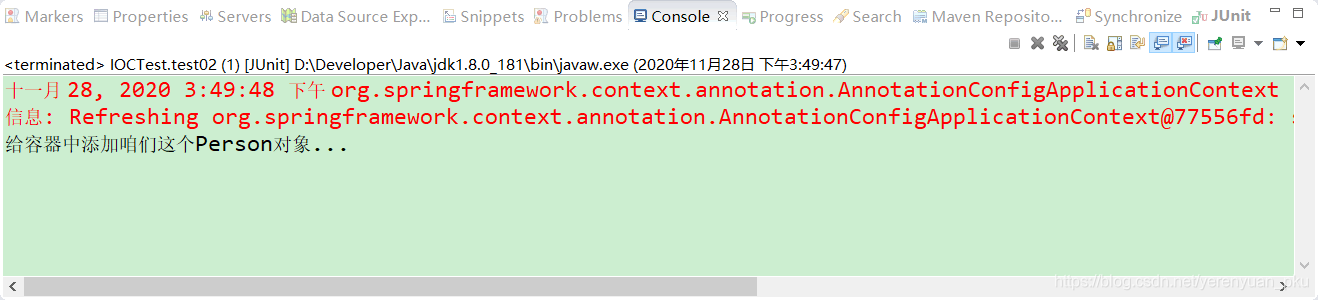 Markers Properties Servers Data Source Exp... Snippets Problems Console Progress Search Maven Reposito... Synchronize JUnit
<terminated> IOCTest.test02 (1) [JUnit] D:\Developer\Java\jdk1.8.0_181\bin\javaw.exe (2020年11月28日 下午3:49:47)
十一月 28, 2020 3:49:48 下午 org.springframework.context.annotation.AnnotationConfigApplicationContext
信息: Refreshing org.springframework.context.annotation.AnnotationConfigApplicationContext@77556fd:
给容器中添加咱们这个Person对象...
https://blog.csdn.net/yerenyuan_pku